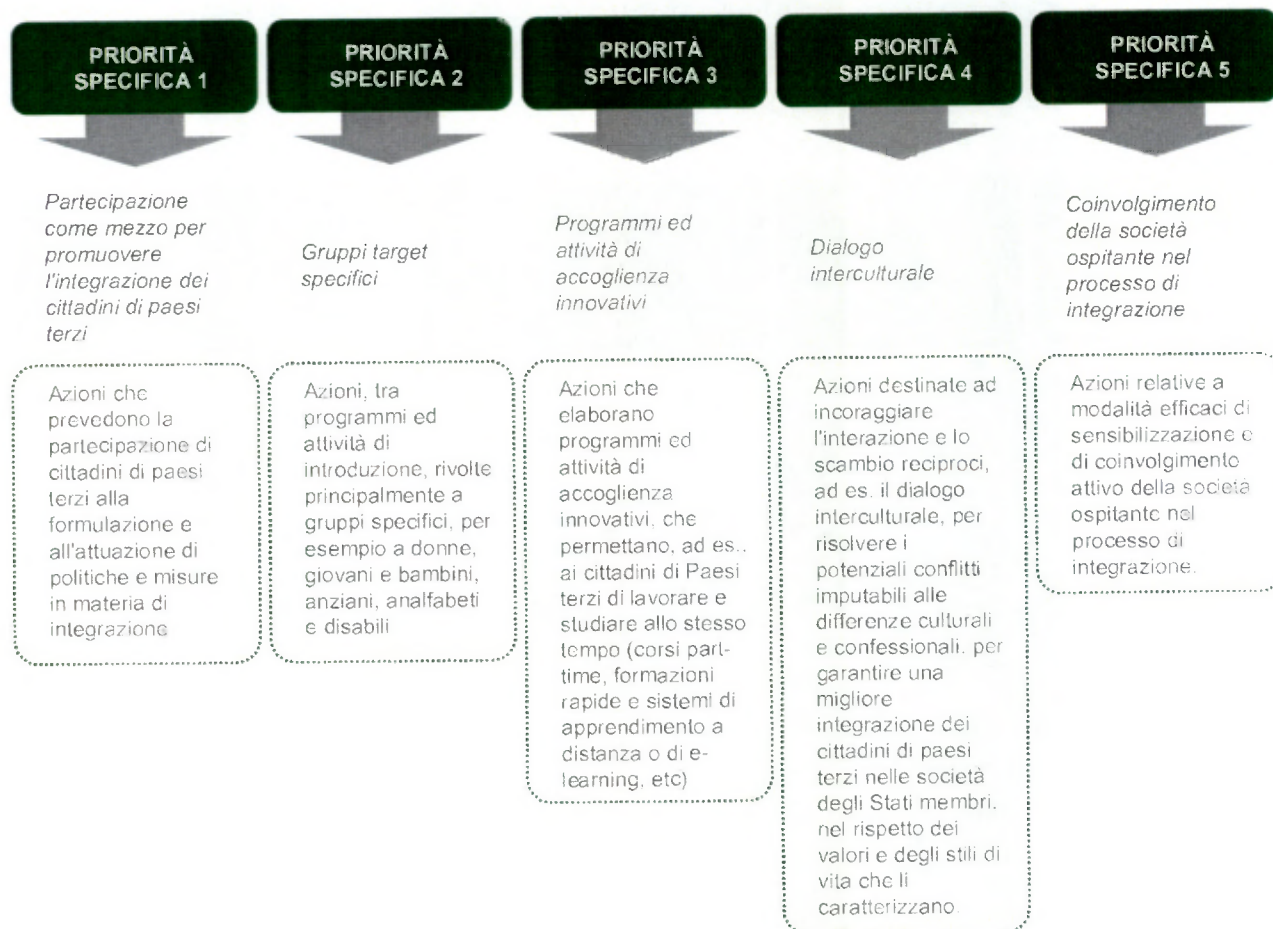 PRIORITÀ
SPECIFICA 1
PRIORITÀ
SPECIFICA 2
PRIORITÀ
SPECIFICA 3
PRIORITÀ
SPECIFICA 4
PRIORITÀ
SPECIFICA 5
Partecipazione
come mezzo per
promuovere
l'integrazione dei
cittadini di paesi
terzi
Gruppi target
specifici
Programmi ed
attività di
accoglienza
innovativi
Dialogo
interculturale
Coinvolgimento
della società
ospitante nel
processo di
integrazione
Azioni che
prevedono la
partecipazione di
cittadini di paesi
terzi alla
formulazione e
all'attuazione di
politiche e misure
in materia di
integrazione
Azioni, tra
programmi ed
attività di
introduzione, rivolte
principalmente a
gruppi specifici, per
esempio a donne,
giovani e bambini,
anziani, analfabeti
e disabili
Azioni che
elaborano
programmi ed
attività di
accoglienza
innovativi, che
permettano, ad es..
ai cittadini di Paesi
terzi di lavorare e
studiare allo stesso
tempo (corsi part-
time, formazioni
rapide e sistemi di
apprendimento a
distanza o di e-
learning, etc)
Azioni destinate ad
incoraggiare
l'interazione e lo
scambio reciproci,
ad es. il dialogo
interculturale, per
risolvere i
potenziali conflitti
imputabili alle
differenze culturali
e confessionali. per
garantire una
migliore
integrazione dei
cittadini di paesi
terzi nelle società
degli Stati membri.
nel rispetto dei
valori e degli stili di
vita che li
caratterizzano.
Azioni relative a
modalità efficaci di
sensibilizzazione e
di coinvolgimento
attivo della società
ospitante nel
processo di
integrazione.